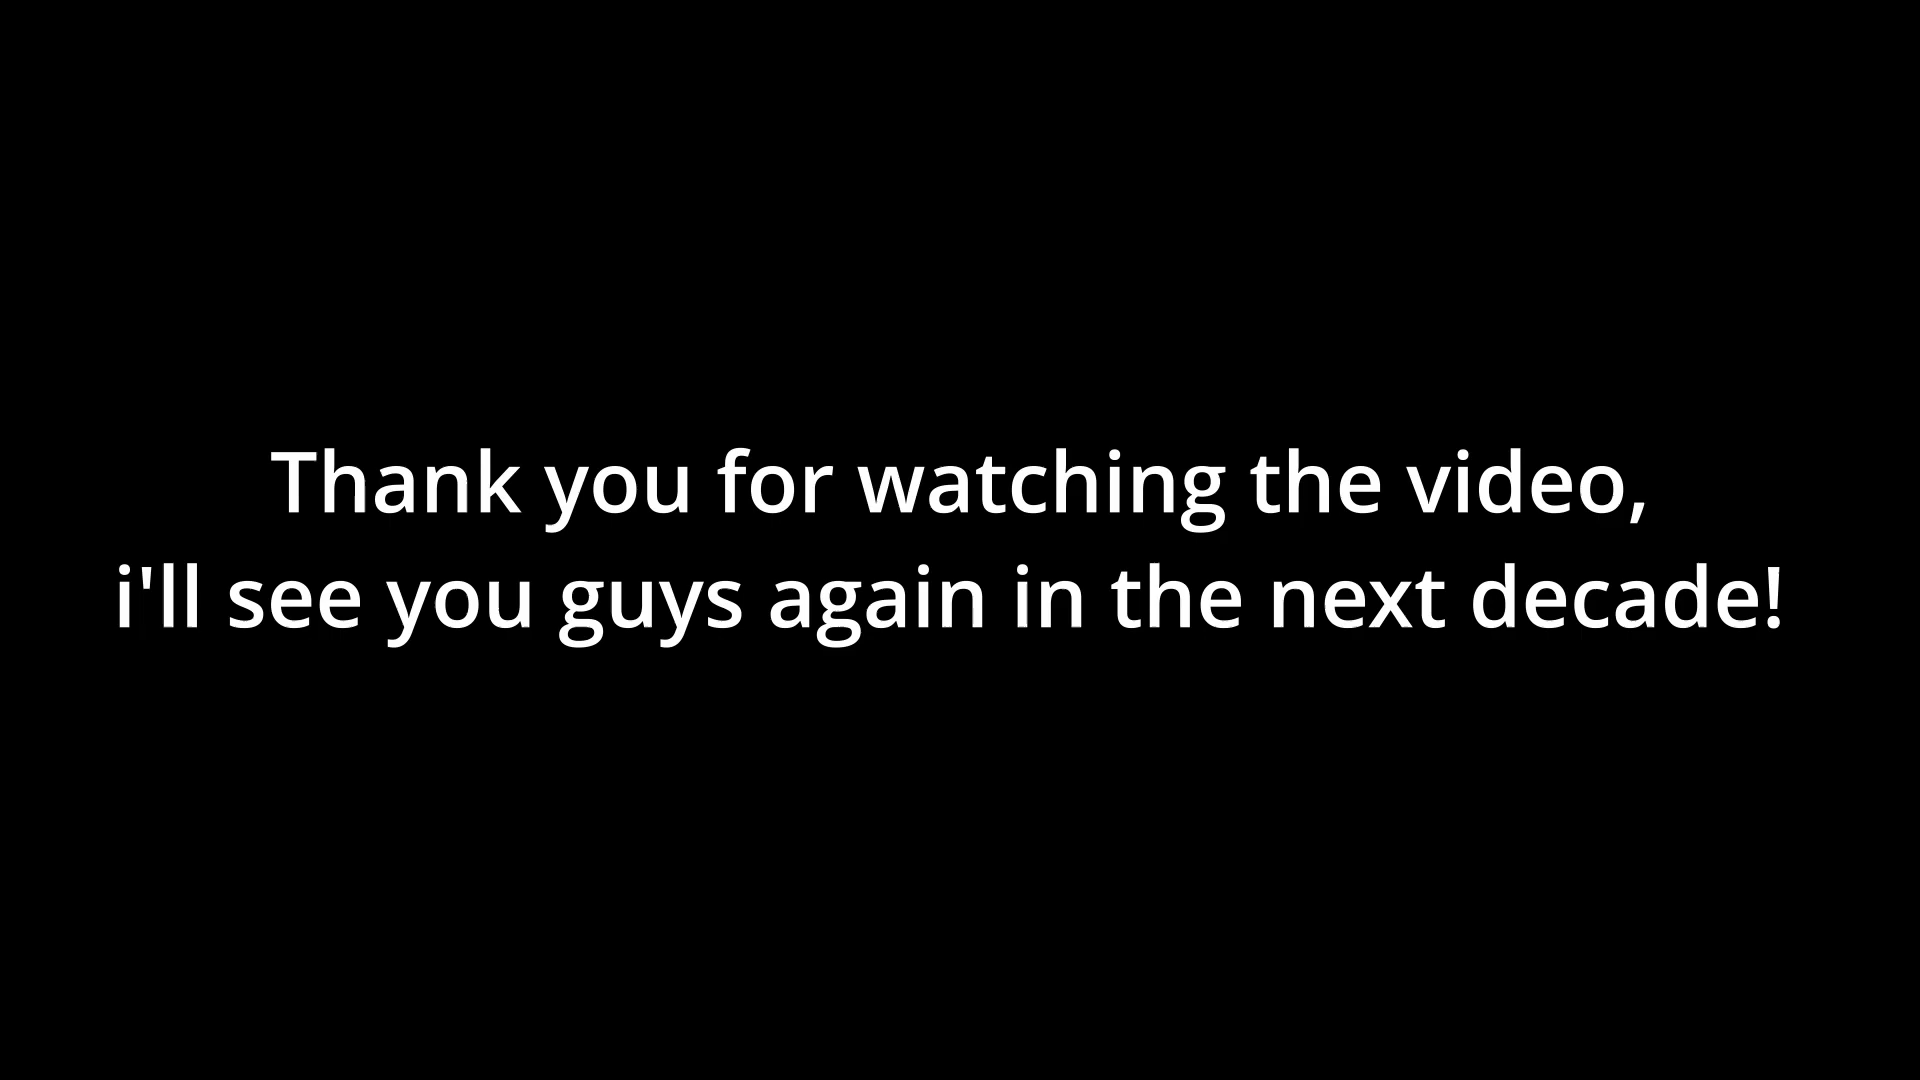 Thank you for watching the video,
i'll see you guys again in the next decade!